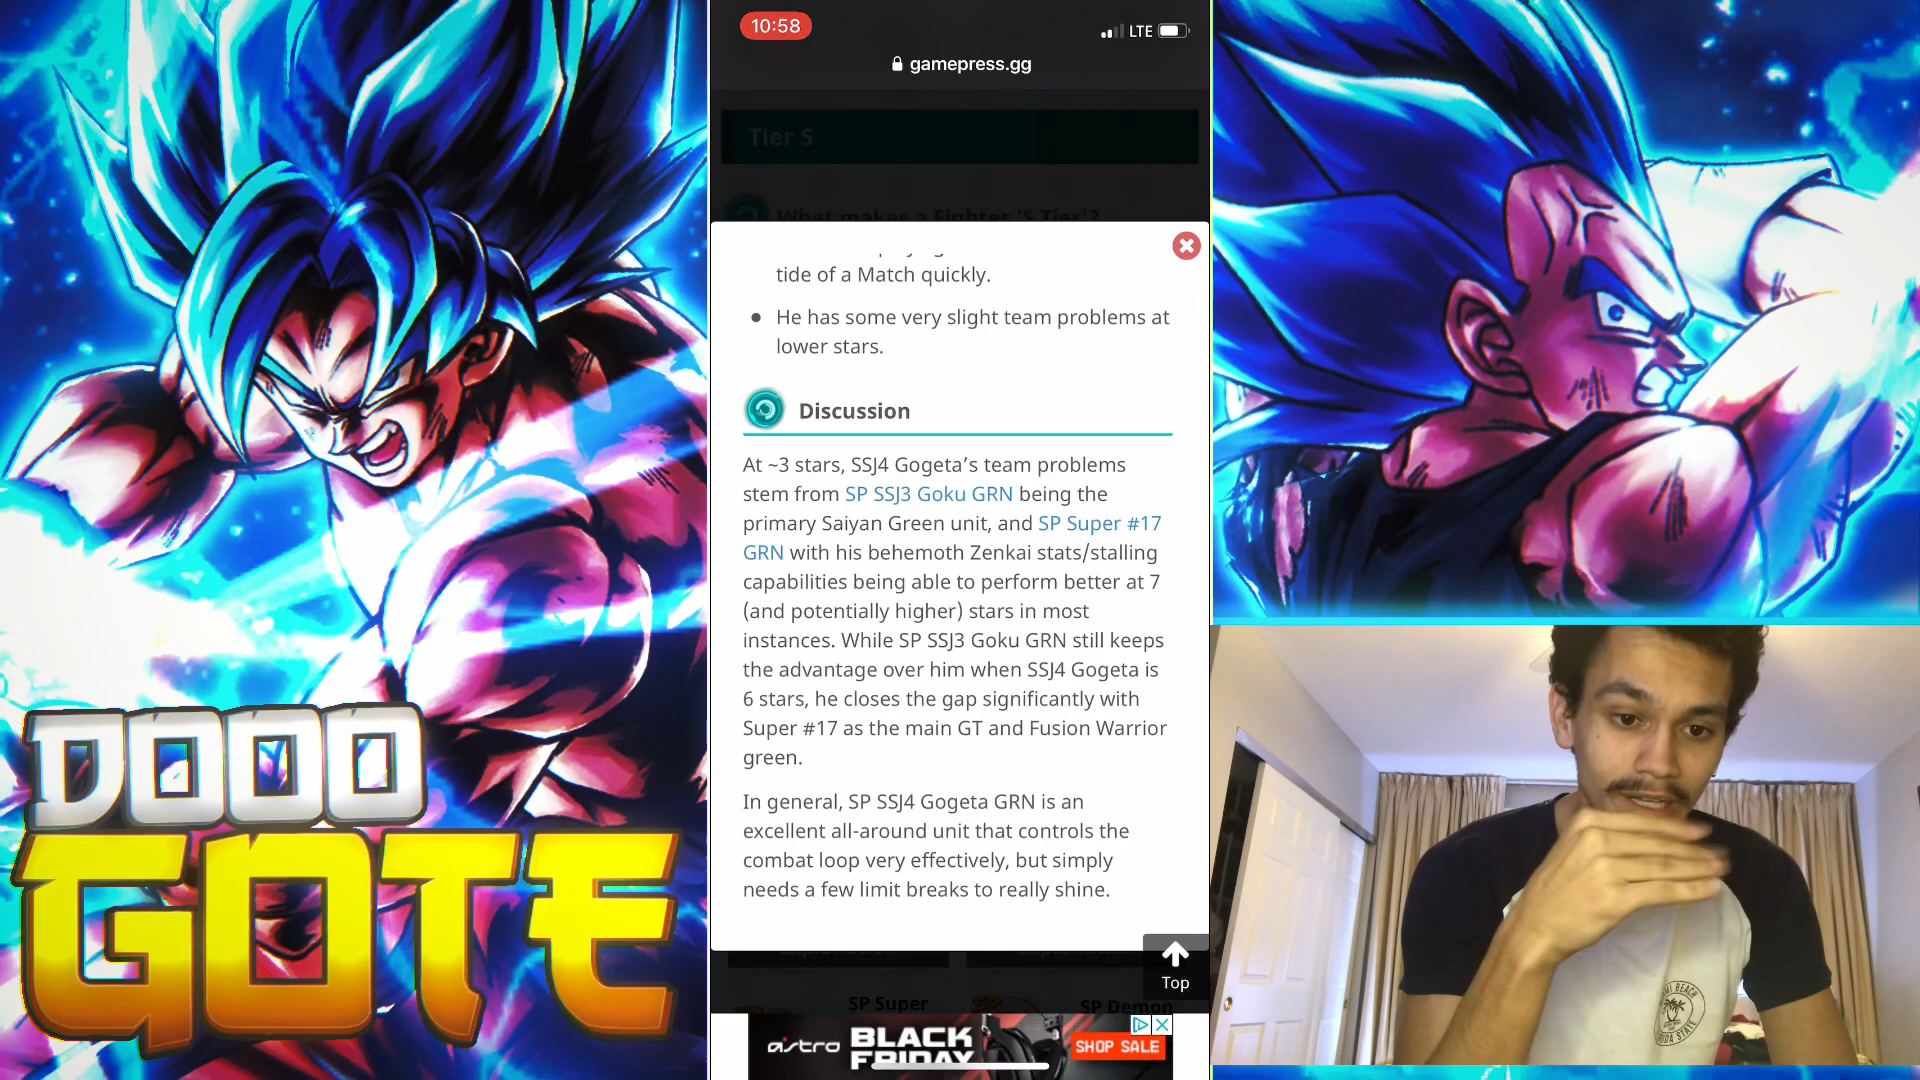 10:58
LTE
gamepress.gg
Tier S
What makes a Fighter 'S Tier'?
tide of a Match quickly.
He has some very slight team problems at
lower stars.
Discussion
At ~3 stars, SSJ4 Gogeta’s team problems
stem from SP SSJ3 Goku GRN being the
primary Saiyan Green unit, and SP Super #17
GRN with his behemoth Zenkai stats/stalling
capabilities being able to perform better at 7
(and potentially higher) stars in most
instances. While SP SSJ3 Goku GRN still keeps
the advantage over him when SSJ4 Gogeta is
6 stars, he closes the gap significantly with
Super #17 as the main GT and Fusion Warrior
green.
In general, SP SSJ4 Gogeta GRN is an
excellent all-around unit that controls the
combat loop very effectively, but simply
needs a few limit breaks to really shine.
Top
SP Super
SP Demon
astro
BLACK
FRIDAY
SHOP SALE
DOOO
GOTE
BEACH